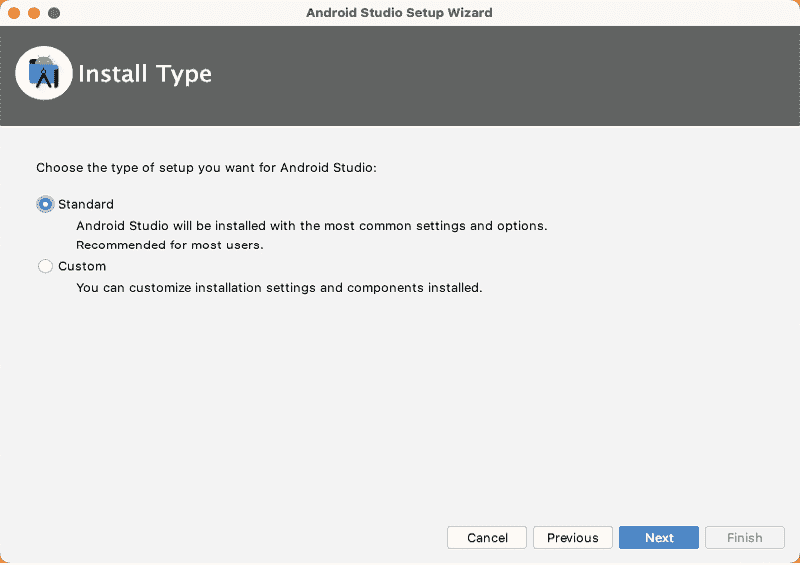 Android Studio Setup Wizard
Install Type
Choose the type of setup you want for Android Studio:
Standard
Android Studio will be installed with the most common settings and options.
Recommended for most users.
Custom
You can customize installation settings and components installed.
Cancel Previous Next Finish